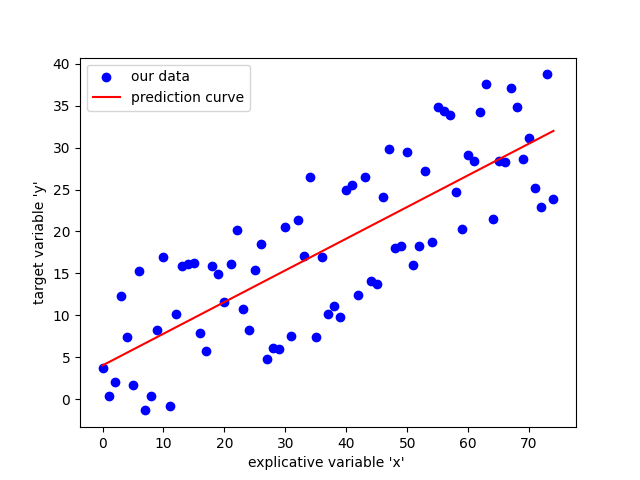 our data
prediction curve
40
35
30
25
20
15
10
5
0
target variable 'y'
0 10 20 30 40 50 60 70
explicative variable 'x'